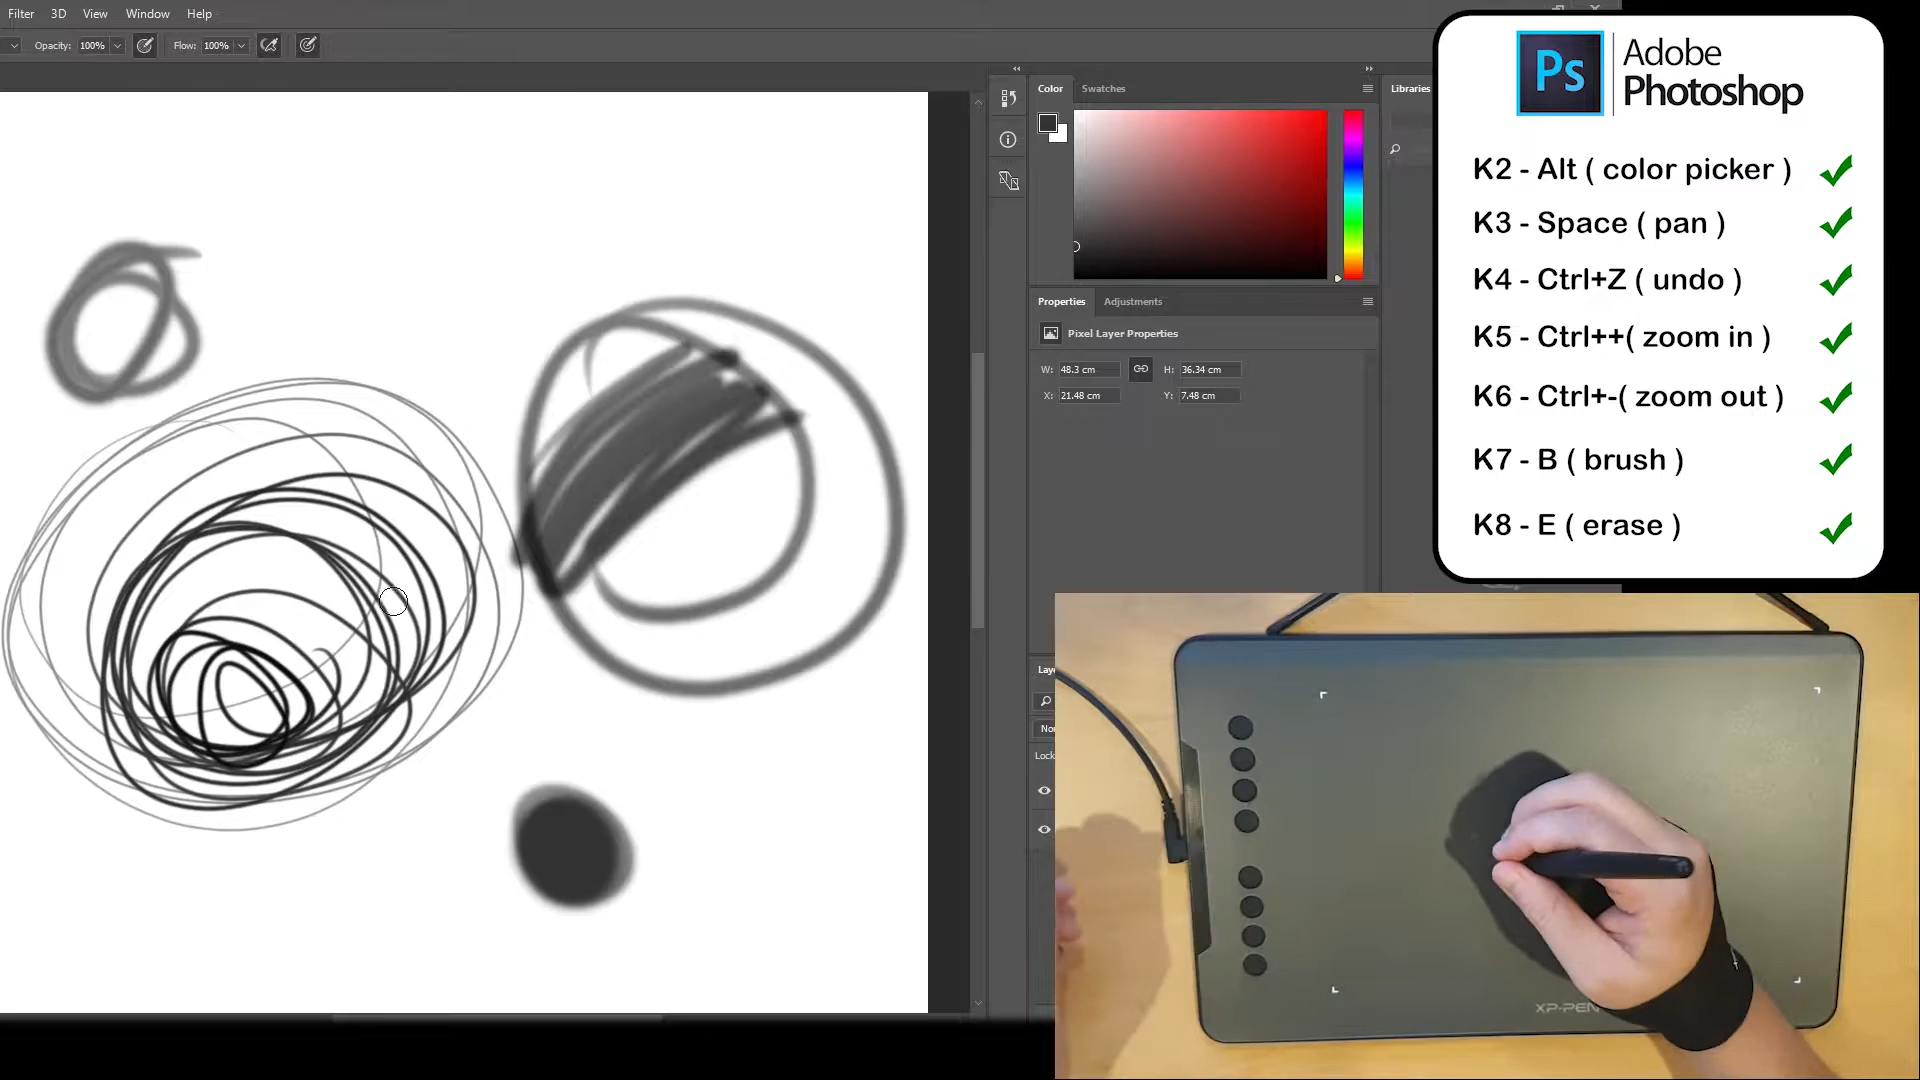 Filter 3D View Window Help
Opacity: 100% Flow: 100%
Color Swatches
Libraries
Properties Adjustments
Pixel Layer Properties
W: 48.3 cm H: 36.34 cm
X: 21.48 cm Y: 7.48 cm
Lay
No
Lock
Ps Adobe
Photoshop
K2 - Alt ( color picker )
K3 - Space ( pan )
K4 - Ctrl+Z ( undo )
K5 - Ctrl++( zoom in )
K6 - Ctrl+-( zoom out )
K7 - B ( brush )
K8 - E ( erase )
XP-PEN